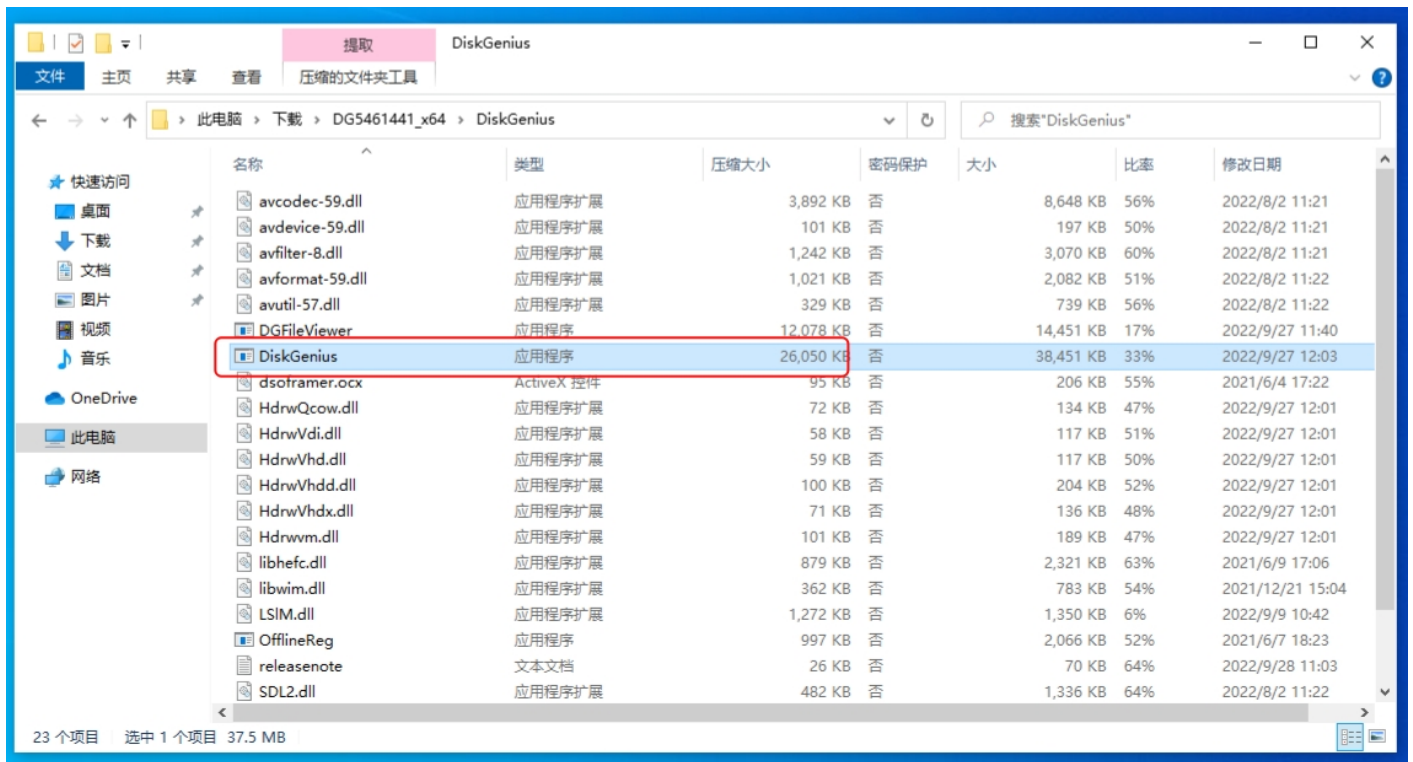 提取 DiskGenius
文件 主页 共享 查看 压缩的文件夹工具
此电脑 › 下载 › DG5461441_x64 › DiskGenius 搜索"DiskGenius"
快速访问
桌面
下载
文档
图片
视频
音乐
OneDrive
此电脑
网络
名称 类型 压缩大小 密码保护 大小 比率 修改日期
avcodec-59.dll 应用程序扩展 3,892 KB 否 8,648 KB 56% 2022/8/2 11:21
avdevice-59.dll 应用程序扩展 101 KB 否 197 KB 50% 2022/8/2 11:21
avfilter-8.dll 应用程序扩展 1,242 KB 否 3,070 KB 60% 2022/8/2 11:21
avformat-59.dll 应用程序扩展 1,021 KB 否 2,082 KB 51% 2022/8/2 11:22
avutil-57.dll 应用程序扩展 329 KB 否 739 KB 56% 2022/8/2 11:22
DGFileViewer 应用程序 12,078 KB 否 14,451 KB 17% 2022/9/27 11:40
DiskGenius 应用程序 26,050 KB 否 38,451 KB 33% 2022/9/27 12:03
dsoframer.ocx ActiveX 控件 95 KB 否 206 KB 55% 2021/6/4 17:22
HdrwQcow.dll 应用程序扩展 72 KB 否 134 KB 47% 2022/9/27 12:01
HdrwVdi.dll 应用程序扩展 58 KB 否 117 KB 51% 2022/9/27 12:01
HdrwVhd.dll 应用程序扩展 59 KB 否 117 KB 50% 2022/9/27 12:01
HdrwVhdd.dll 应用程序扩展 100 KB 否 204 KB 52% 2022/9/27 12:01
HdrwVhdx.dll 应用程序扩展 71 KB 否 136 KB 48% 2022/9/27 12:01
Hdrwvm.dll 应用程序扩展 101 KB 否 189 KB 47% 2022/9/27 12:01
libhefc.dll 应用程序扩展 879 KB 否 2,321 KB 63% 2021/6/9 17:06
libwim.dll 应用程序扩展 362 KB 否 783 KB 54% 2021/12/21 15:04
LSIM.dll 应用程序扩展 1,272 KB 否 1,350 KB 6% 2022/9/9 10:42
OfflineReg 应用程序 997 KB 否 2,066 KB 52% 2021/6/7 18:23
releasenote 文本文档 26 KB 否 70 KB 64% 2022/9/28 11:03
SDL2.dll 应用程序扩展 482 KB 否 1,336 KB 64% 2022/8/2 11:22
23 个项目 选中 1 个项目 37.5 MB